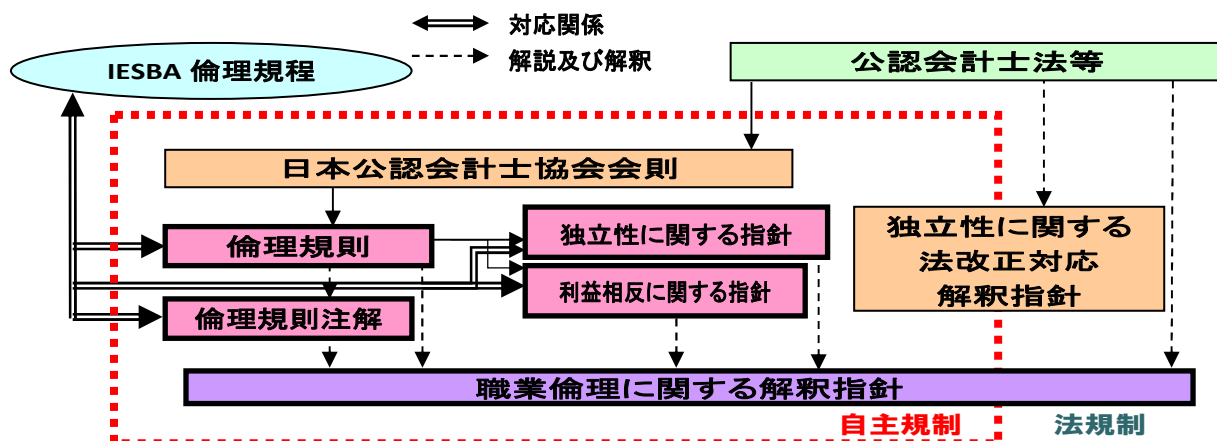 対応関係
解説及び解釈
IESBA 倫理規程
公認会計士法等
日本公認会計士協会会則
倫理規則
独立性に関する指針
独立性に関する
法改正対応
解釈指針
利益相反に関する指針
倫理規則注解
職業倫理に関する解釈指針
自主規制
法規制